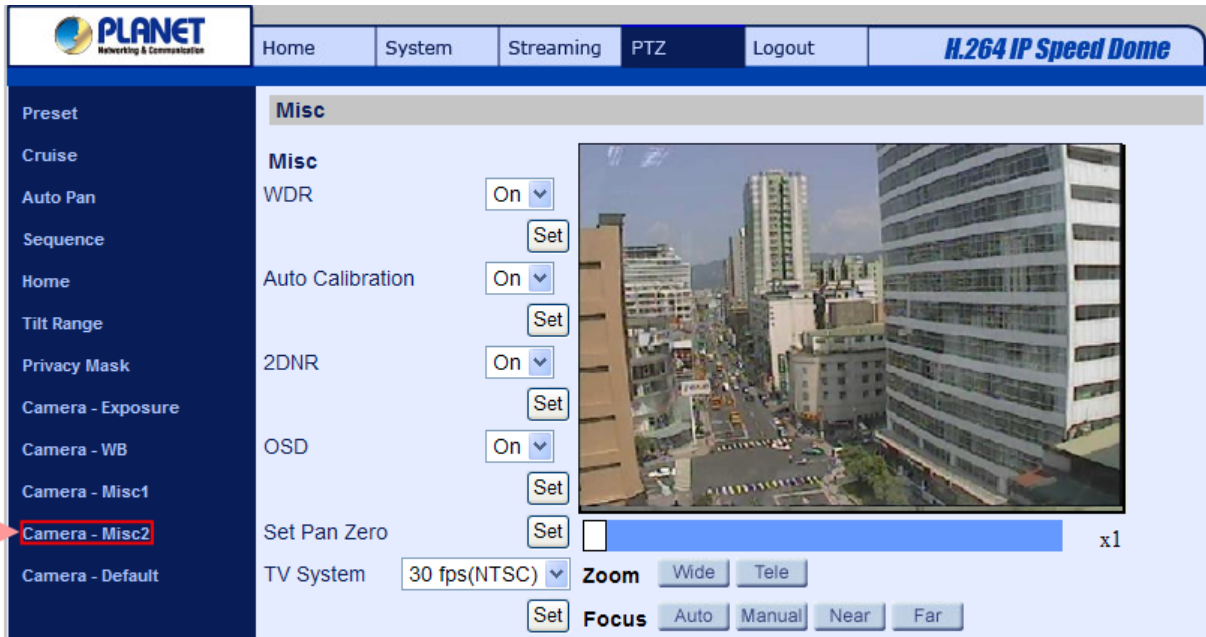 PLANET
Networking & Communication
Home System Streaming PTZ Logout H.264 IP Speed Dome
Preset
Cruise
Auto Pan
Sequence
Home
Tilt Range
Privacy Mask
Camera - Exposure
Camera - WB
Camera - Misc1
Camera - Misc2
Camera - Default
Misc
Misc
WDR On
Set
Auto Calibration On
Set
2DNR On
Set
OSD On
Set
Set Pan Zero Set
x1
TV System 30 fps(NTSC)
Set
Zoom Wide Tele
Focus Auto Manual Near Far